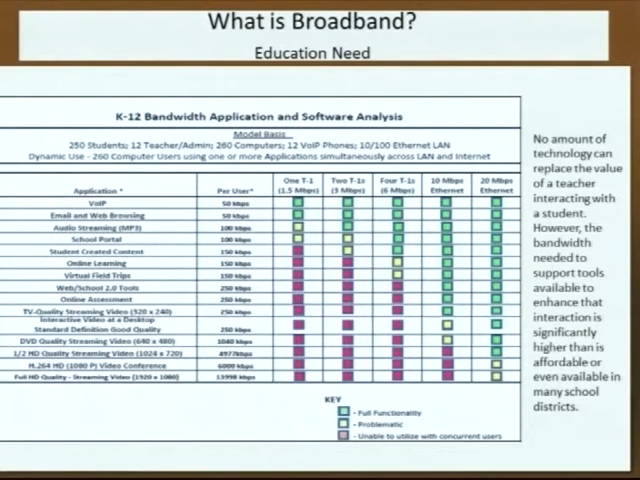 What is Broadband?
Education Need
K-12 Bandwidth Application and Software Analysis
Model Basis
250 Students; 12 Teacher/Admin; 260 Computers; 12 VoIP Phones; 10/100 Ethernet LAN
Dynamic Use - 260 Computer Users using one or more Applications simultaneously across LAN and Internet
Application * Per User* One T-1 (1.5 Mbps) Two T-1s (3 Mbps) Four T-1s (6 Mbps) 10 Mbps Ethernet 20 Mbps Ethernet
VoIP 50 kbps
Email and Web Browsing 50 kbps
Audio Streaming (MP3) 100 kbps
School Portal 100 kbps
Student Created Content 150 kbps
Online Learning 150 kbps
Virtual Field Trips 150 kbps
Web/School 2.0 Tools 250 kbps
Online Assessment 250 kbps
TV-Quality Streaming Video (320 x 240) 250 kbps
Interactive Video at a Desktop
Standard Definition Good Quality 250 kbps
DVD Quality Streaming Video (640 x 480) 1040 kbps
1/2 HD Quality Streaming Video (1024 x 720) 4977kbps
H.264 HD (1080 P) Video Conference 6000 kbps
Full HD Quality - Streaming Video (1920 x 1080) 13998 kbps
KEY
- Full Functionality
- Problematic
- Unable to utilize with concurrent users
No amount of
technology can
replace the value
of a teacher
interacting with
a student.
However, the
bandwidth
needed to
support tools
available to
enhance that
interaction is
significantly
higher than is
affordable or
even available in
many school
districts.